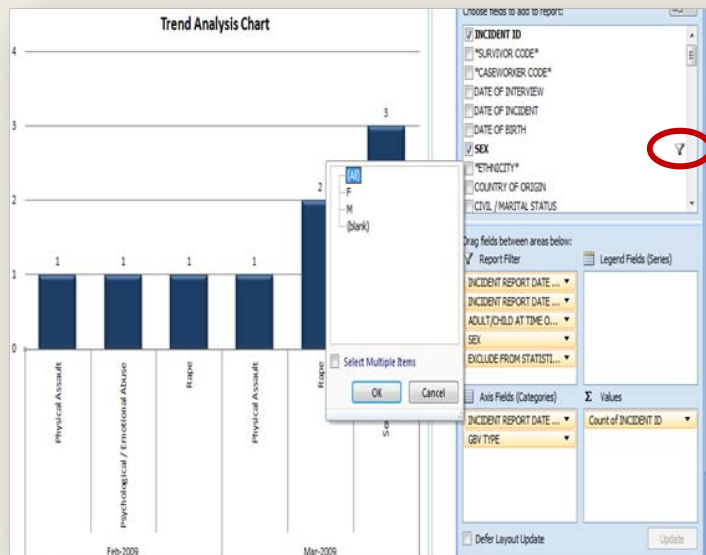 Trend Analysis Chart
4
3
2
1
0
1
1
1
1
2
3
Physical Assault
Psychological / Emotional Abuse
Rape
Physical Assault
Rape
Se
Feb-2009
Mar-2009
(All)
F
M
(blank)
Select Multiple Items
OK
Cancel
Choose fields to add to report:
INCIDENT ID
*SURVIVOR CODE*
*CASEWORKER CODE*
DATE OF INTERVIEW
DATE OF INCIDENT
DATE OF BIRTH
SEX
*ETHNICITY*
COUNTRY OF ORIGIN
CIVIL / MARITAL STATUS
Drag fields between areas below:
Report Filter
INCIDENT REPORT DATE ...
INCIDENT REPORT DATE ...
ADULT/CHILD AT TIME O...
SEX
EXCLUDE FROM STATISTI...
Legend Fields (Series)
Axis Fields (Categories)
INCIDENT REPORT DATE ...
GBV TYPE
Σ Values
Count of INCIDENT ID
Defer Layout Update
Update